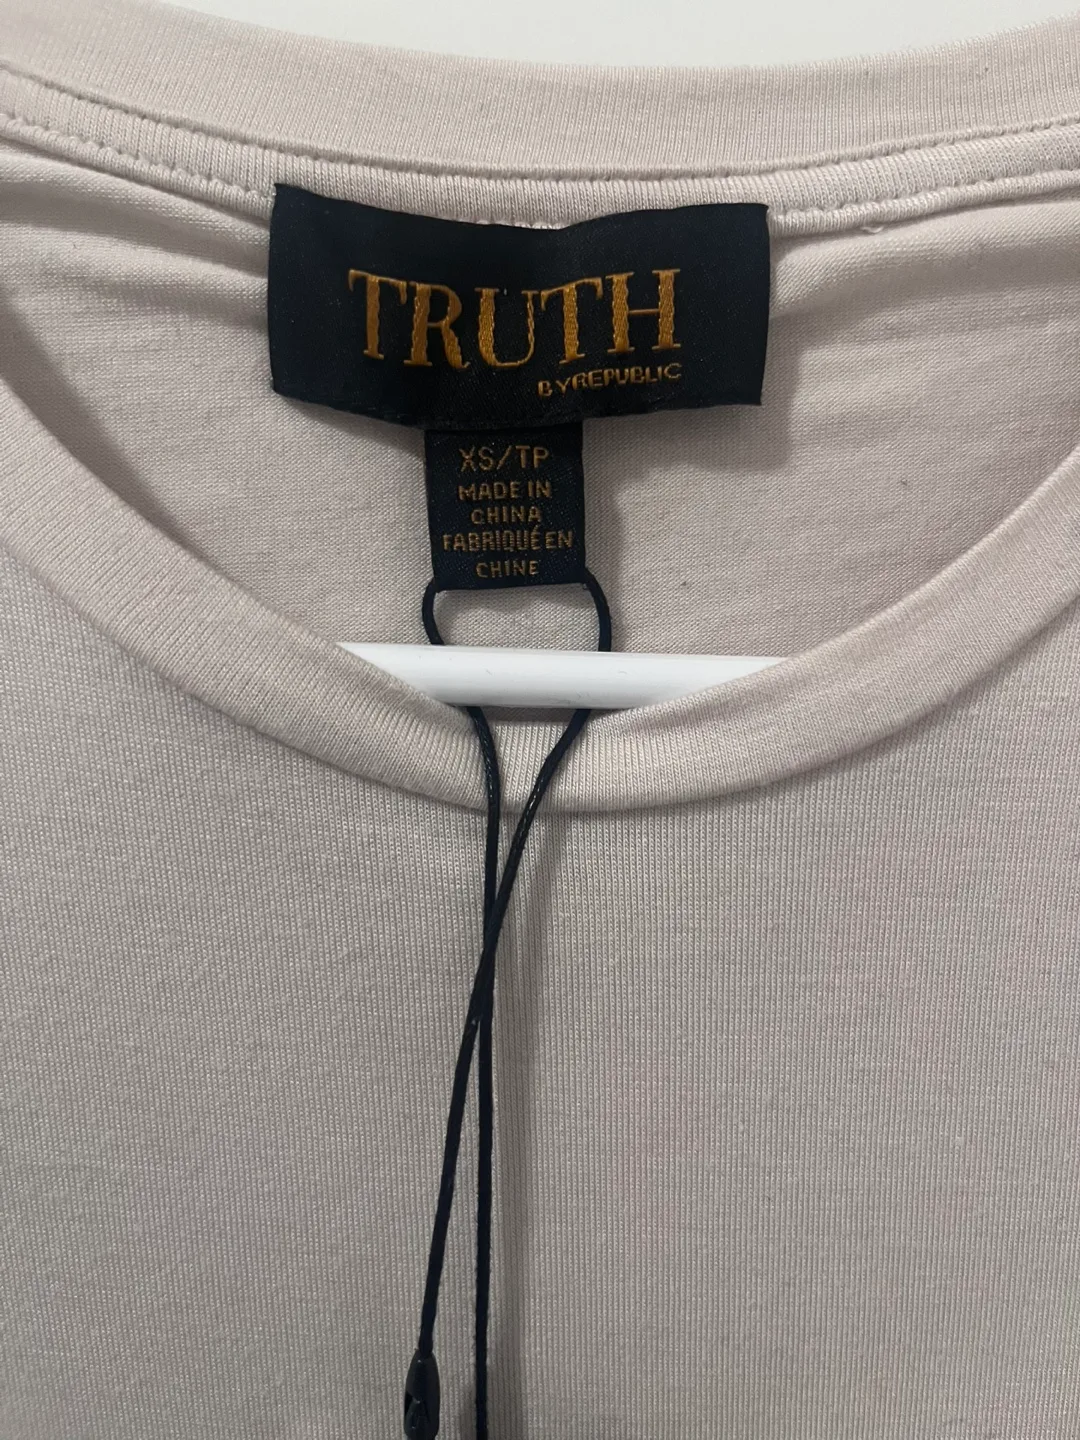 TRUTH
BYREPUBLIC
XS/TP
MADE IN
CHINA
FABRIQUÉ EN
CHINE